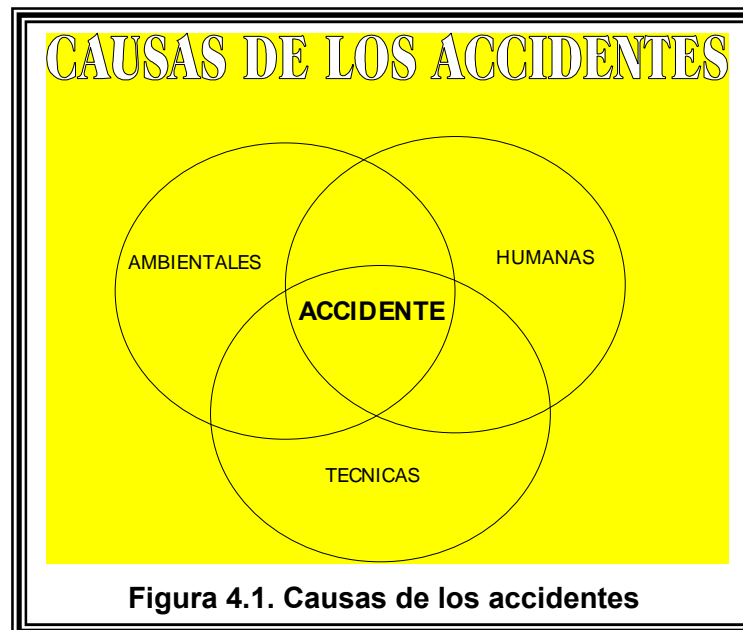 CAUSAS DE LOS ACCIDENTES
AMBIENTALES
HUMANAS
ACCIDENTE
TECNICAS
Figura 4.1. Causas de los accidentes